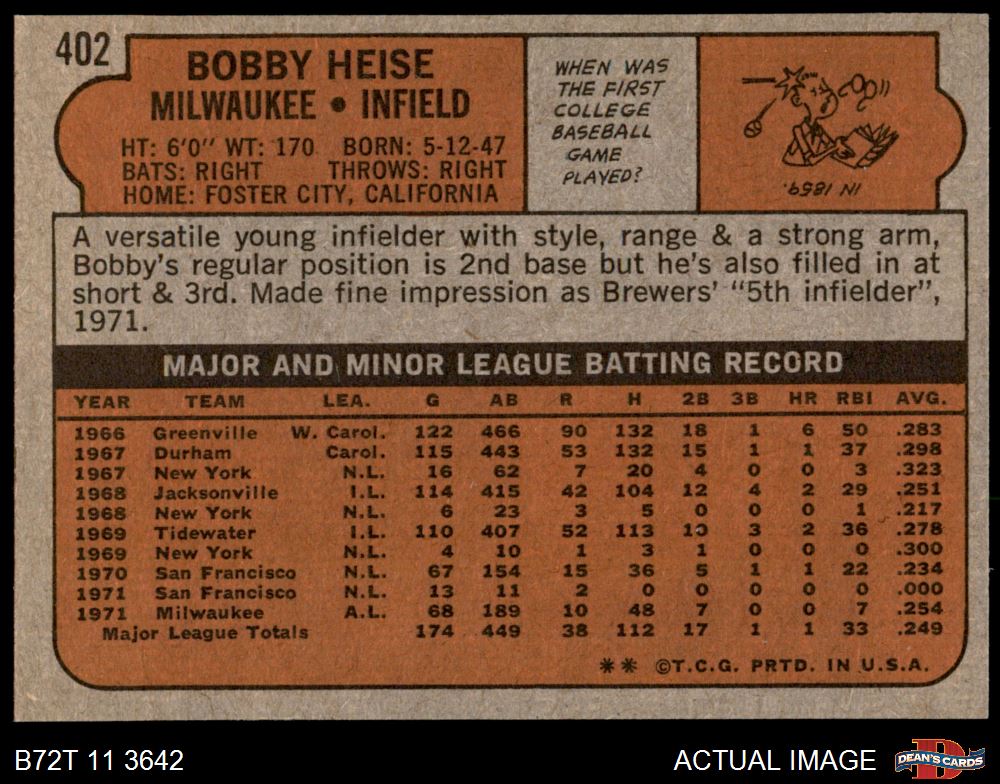 402
BOBBY HEISE
MILWAUKEE • INFIELD
HT: 6'0" WT: 170 BORN: 5-12-47
BATS: RIGHT THROWS: RIGHT
HOME: FOSTER CITY, CALIFORNIA
WHEN WAS
THE FIRST
COLLEGE
BASEBALL
GAME
PLAYED?
IN 1859.
A versatile young infielder with style, range & a strong arm,
Bobby's regular position is 2nd base but he's also filled in at
short & 3rd. Made fine impression as Brewers' "5th infielder",
1971.
MAJOR AND MINOR LEAGUE BATTING RECORD
YEAR TEAM LEA. G AB R H 2B 3B HR RBI AVG.
1966 Greenville W. Carol. 122 466 90 132 18 1 6 50 .283
1967 Durham Carol. 115 443 53 132 15 1 1 37 .298
1967 New York N.L. 16 62 7 20 4 0 0 3 .323
1968 Jacksonville I.L. 114 415 42 104 12 4 2 29 .251
1968 New York N.L. 6 23 3 5 0 0 0 1 .217
1969 Tidewater I.L. 110 407 52 113 13 3 2 36 .278
1969 New York N.L. 4 10 1 3 1 0 0 0 .300
1970 San Francisco N.L. 67 154 15 36 5 1 1 22 .234
1971 San Francisco N.L. 13 11 2 0 0 0 0 0 .000
1971 Milwaukee A.L. 68 189 10 48 7 0 0 7 .254
Major League Totals 174 449 38 112 17 1 1 33 .249
** ©T.C.G. PRTD. IN U.S.A.
B72T 11 3642
ACTUAL IMAGE
DEAN'S CARDS